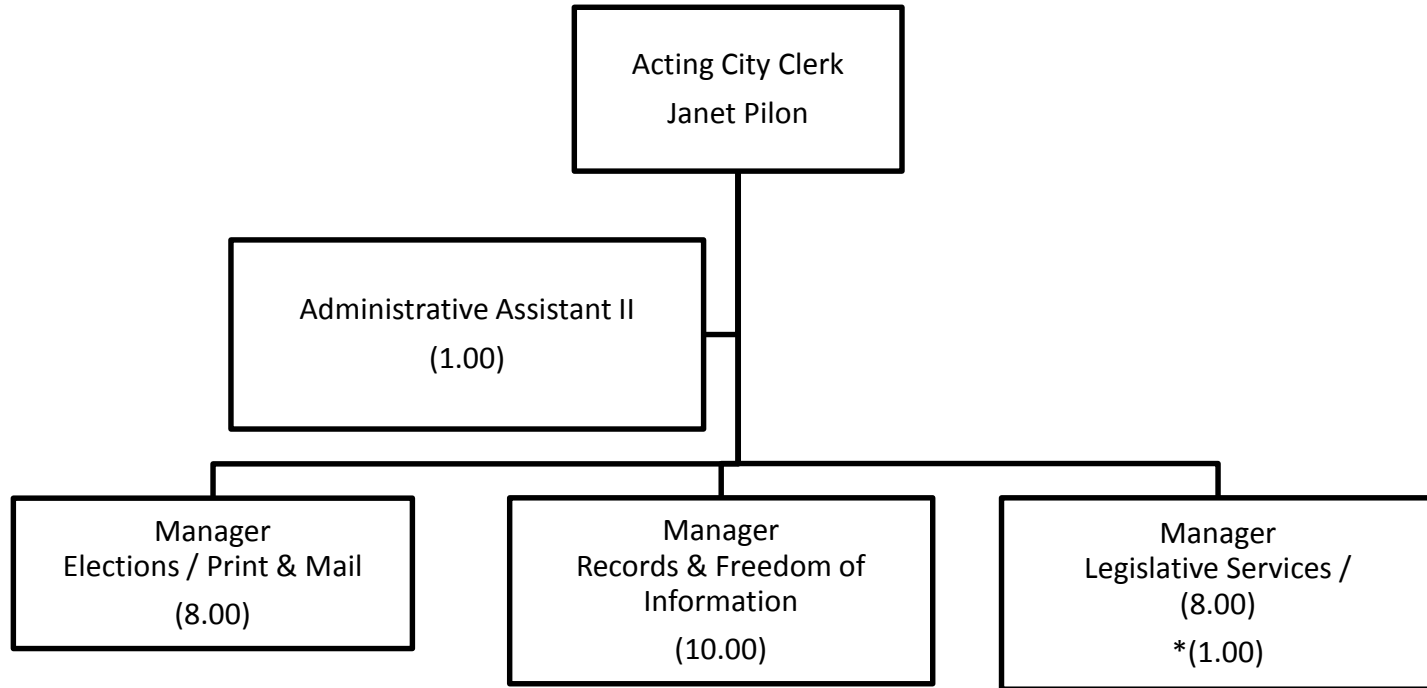 Acting City Clerk
Janet Pilon
Administrative Assistant II
(1.00)
Manager
Elections / Print & Mail
(8.00)
Manager
Records & Freedom of
Information
(10.00)
Manager
Legislative Services /
(8.00)
*(1.00)